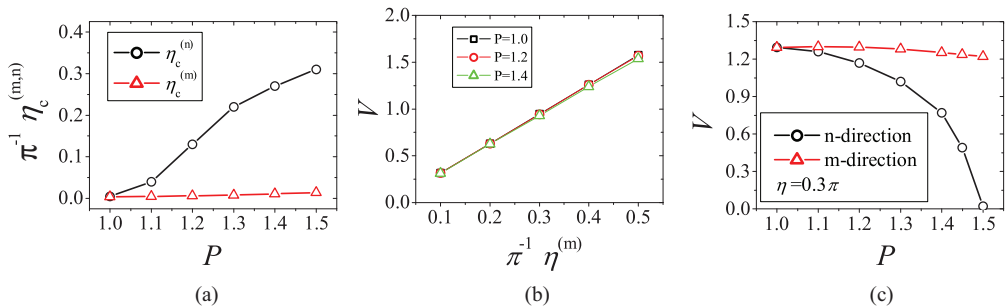 π⁻¹ η_c^(m,n)
0.3
0.2
0.1
0.0
η_c^(n)
η_c^(m)
1.0 1.1 1.2 1.3 1.4 1.5
P
(a)
V
2.0
1.5
1.0
0.5
0.0
P=1.0
P=1.2
P=1.4
0.1 0.2 0.3 0.4 0.5
π⁻¹ η^(m)
(b)
V
1.5
1.2
0.9
0.6
0.3
0.0
n-direction
m-direction
η=0.3π
1.0 1.1 1.2 1.3 1.4 1.5
P
(c)